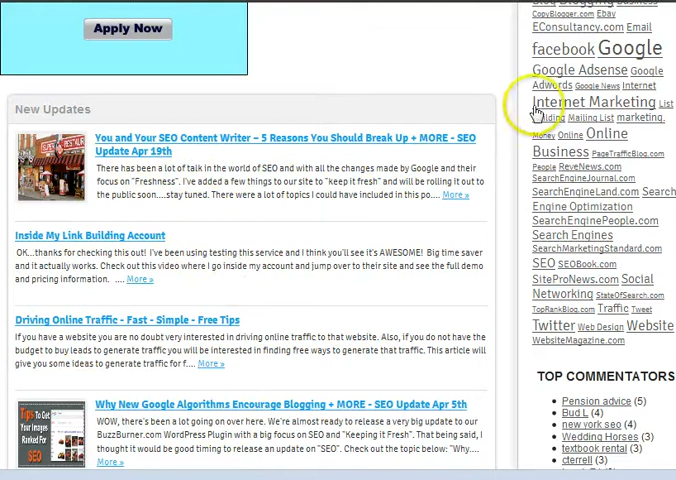 Apply Now
New Updates
You and Your SEO Content Writer – 5 Reasons You Should Break Up + MORE - SEO
Update Apr 19th
There has been a lot of talk in the world of SEO and with all the changes made by Google and their
focus on "Freshness". I've added a few things to our site to "keep it fresh" and will be rolling it out to
the public soon....stay tuned. There were a lot of topics I could have included in this po.... More »
Inside My Link Building Account
OK...thanks for checking this out! I've been using testing this service and I think you'll see it's AWESOME! Big time saver
and it actually works. Check out this video where I go inside my account and jump over to their site and see the full demo
and pricing information. .... More »
Driving Online Traffic - Fast - Simple - Free Tips
If you have a website you are no doubt very interested in driving online traffic to that website. Also, if you do not have the
budget to buy leads to generate traffic you will be interested in finding free ways to generate that traffic. This article will
give you some ideas to generate traffic for f.... More »
Tips To Get
Your Images
Ranked For
SEO
Why New Google Algorithms Encourage Blogging + MORE - SEO Update Apr 5th
WOW, there's been a lot going on over here. We're almost ready to release a very big update to our
BuzzBurner.com WordPress Plugin with a big focus on SEO and "Keeping it Fresh". That being said, I
thought it would be good timing to release an update on "SEO". Check out the topic below: "Why....
More »
Blog Blogging Business
CopyBlogger.com Ebay
EConsultancy.com Email
facebook Google
Google Adsense Google
Adwords Google News Internet
Internet Marketing List
Mailing List marketing.
Money Online Online
Business PageTrafficBlog.com
People ReveNews.com
SearchEngineJournal.com
SearchEngineLand.com Search
Engine Optimization
SearchEnginePeople.com
Search Engines
SearchMarketingStandard.com
SEO SEOBook.com
SiteProNews.com Social
Networking StateOfSearch.com
TopRankBlog.com Traffic Tweet
Twitter Web Design Website
WebsiteMagazine.com
TOP COMMENTATORS
Pension advice (5)
Bud L (4)
new york seo (4)
Wedding Horses (3)
textbook rental (3)
cterrell (3)